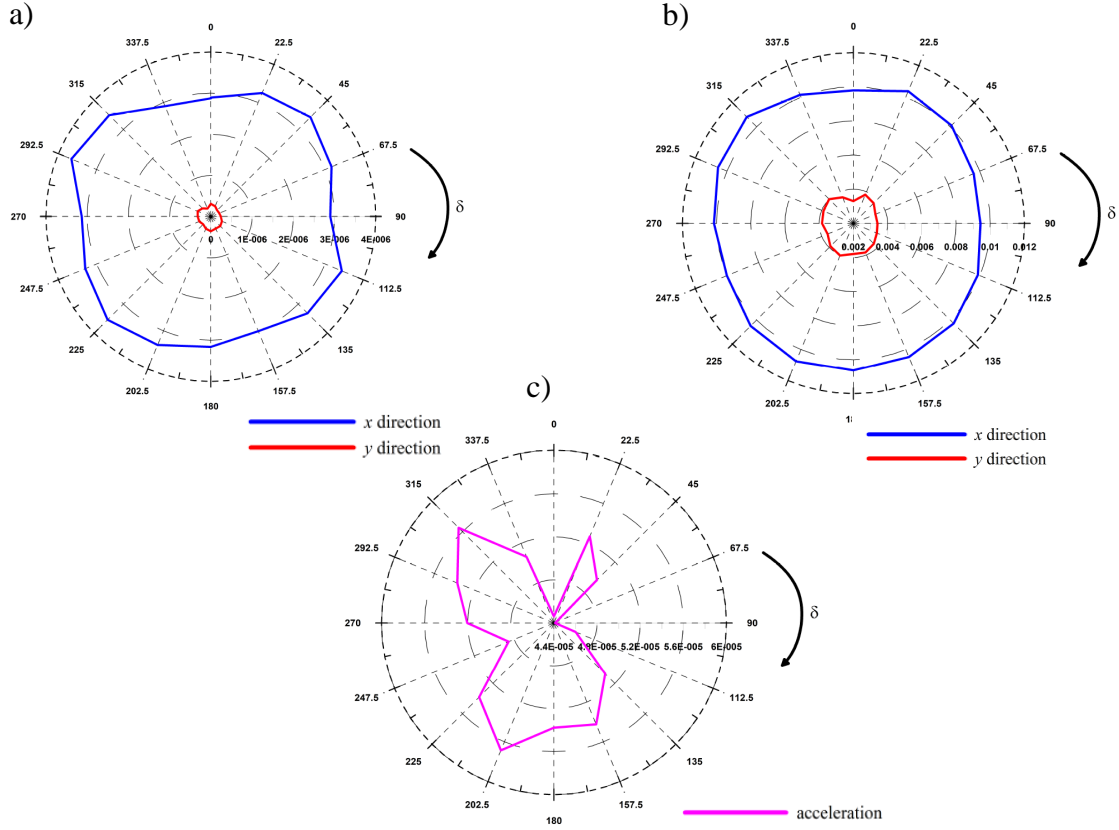 a)
0
22.5
45
67.5
90
112.5
135
157.5
180
202.5
225
247.5
270
292.5
315
337.5
0
1E-006
2E-006
3E-006
4E-006
δ
x direction
y direction
b)
0
22.5
45
67.5
90
112.5
135
157.5
202.5
225
247.5
270
292.5
315
337.5
0.002
0.004
0.006
0.008
0.01
0.012
δ
x direction
y direction
c)
0
22.5
45
67.5
90
112.5
135
157.5
180
202.5
225
247.5
270
292.5
315
337.5
4.4E-005
5.2E-005
5.6E-005
6E-005
δ
acceleration